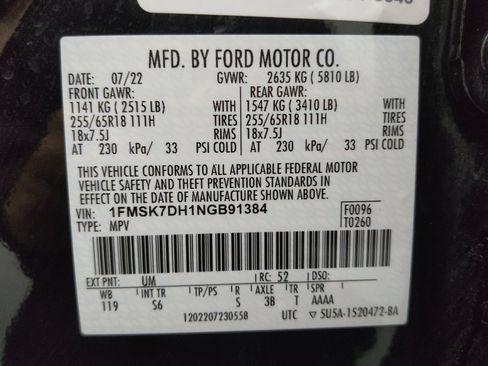 MFD. BY FORD MOTOR CO.
DATE: 07/22 GVWR: 2635 KG ( 5810 LB)
FRONT GAWR: REAR GAWR:
1141 KG ( 2515 LB) WITH 1547 KG ( 3410 LB) WITH
255/65R18 111H TIRES 255/65R18 111H TIRES
18x7.5J RIMS 18x7.5J RIMS
AT 230 kPa/ 33 PSI COLD AT 230 kPa/ 33 PSI COLD
THIS VEHICLE CONFORMS TO ALL APPLICABLE FEDERAL MOTOR
VEHICLE SAFETY AND THEFT PREVENTION STANDARDS IN
EFFECT ON THE DATE OF MANUFACTURE SHOWN ABOVE.
VIN: 1FMSK7DH1NGB91384 F0096
TYPE: MPV T0260
EXT PNT: UM RC: 52 DSO:
WB INT TR TP/PS R AXLE TR
119 S6 S 3B T AAAA
1202207230558 UTC ▽ 5U5A-1520472-BA